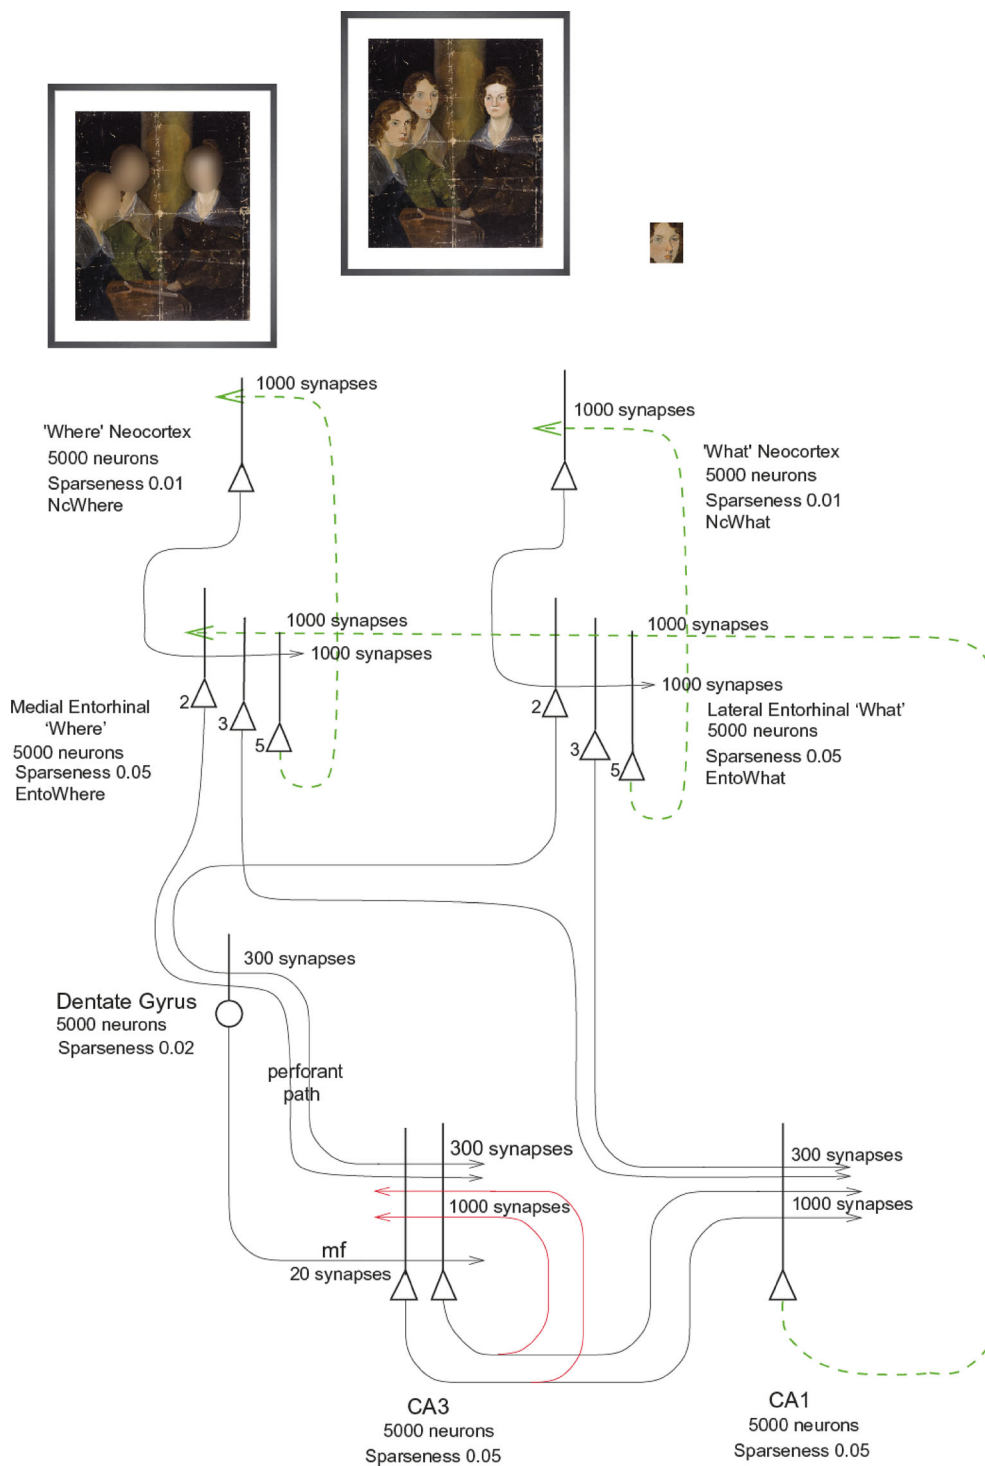 1000 synapses
'Where' Neocortex
5000 neurons
Sparseness 0.01
NcWhere
1000 synapses
'What' Neocortex
5000 neurons
Sparseness 0.01
NcWhat
1000 synapses
1000 synapses
2
3
5
Medial Entorhinal
‘Where’
5000 neurons
Sparseness 0.05
EntoWhere
1000 synapses
1000 synapses
2
3
5
Lateral Entorhinal ‘What’
5000 neurons
Sparseness 0.05
EntoWhat
300 synapses
Dentate Gyrus
5000 neurons
Sparseness 0.02
perforant
path
300 synapses
1000 synapses
mf
20 synapses
300 synapses
1000 synapses
CA3
5000 neurons
Sparseness 0.05
CA1
5000 neurons
Sparseness 0.05